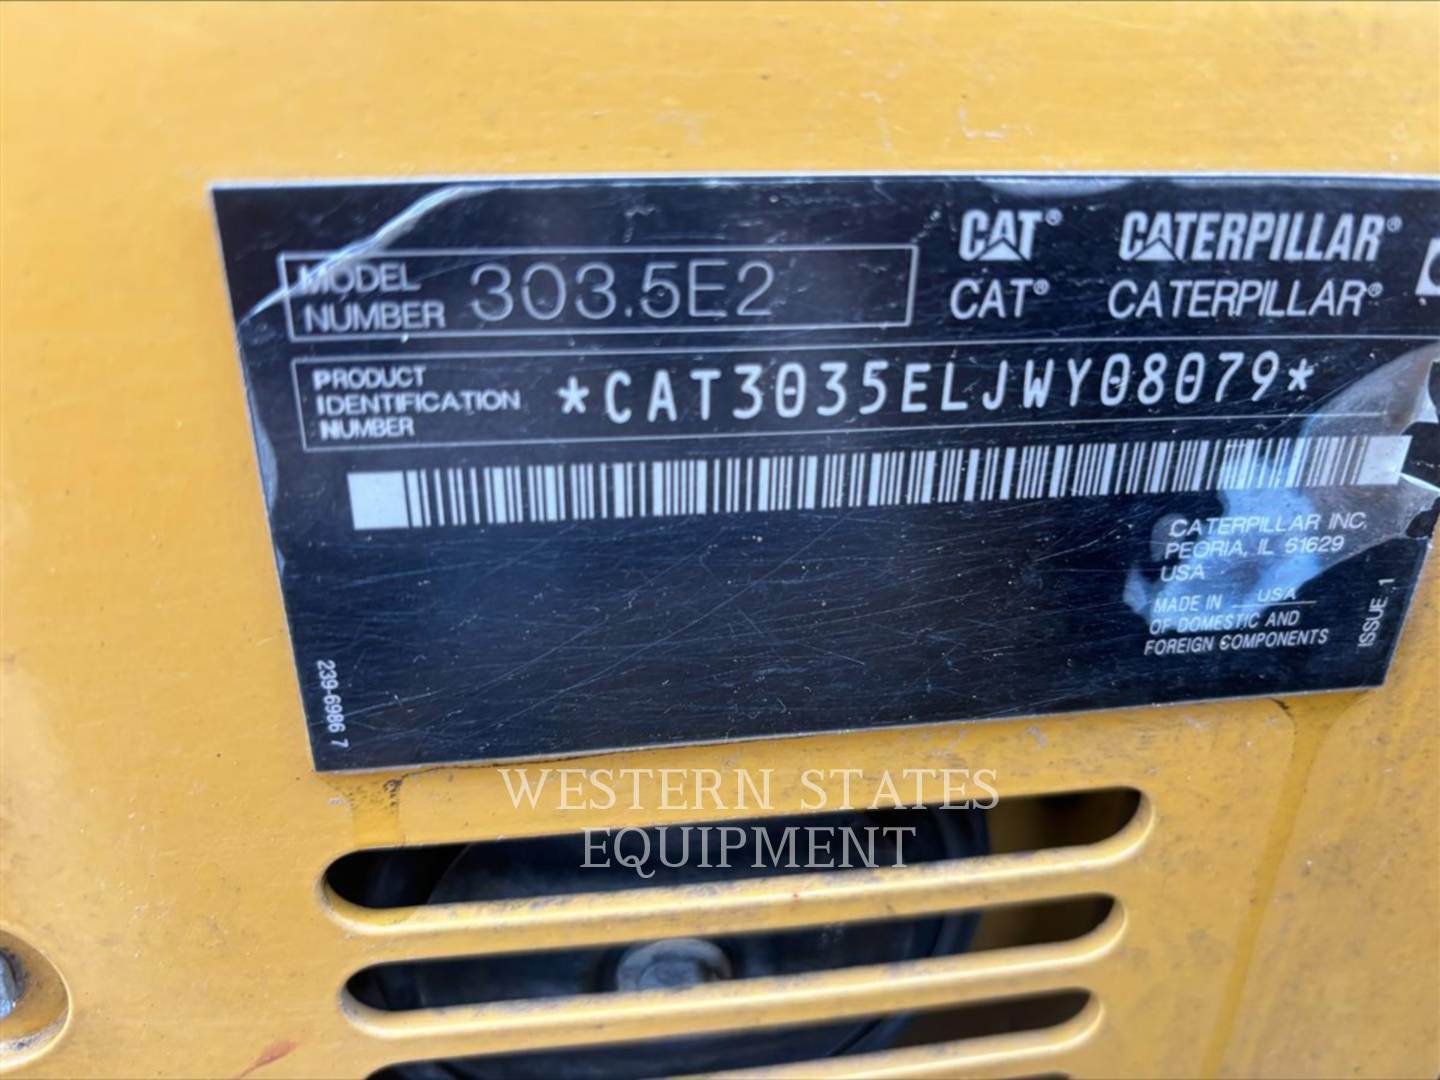 MODEL
NUMBER 303.5E2
CAT® CATERPILLAR®
CAT® CATERPILLAR®
PRODUCT
IDENTIFICATION
NUMBER
*CAT3035ELJWY08079*
CATERPILLAR INC.
PEORIA, IL 61629
USA
MADE IN USA
OF DOMESTIC AND
FOREIGN COMPONENTS
ISSUE 1
239-6986 7
WESTERN STATES
EQUIPMENT